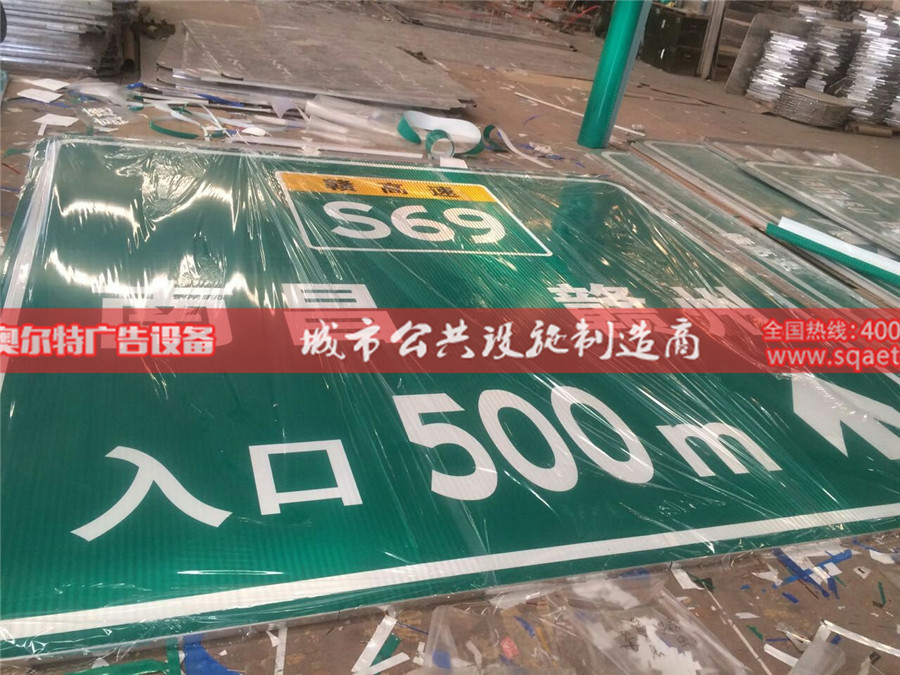 赣高速
S69
南昌 赣州
奥尔特广告设备
城市公共设施制造商
全国热线:400
www.sqaet
入口 500m